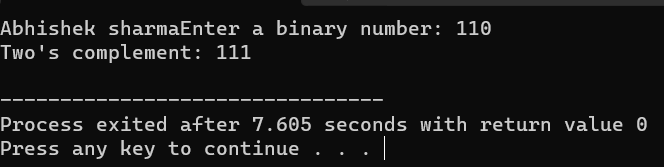 Abhishek sharmaEnter a binary number: 110
Two's complement: 111
--------------------------------
Process exited after 7.605 seconds with return value 0
Press any key to continue . . .